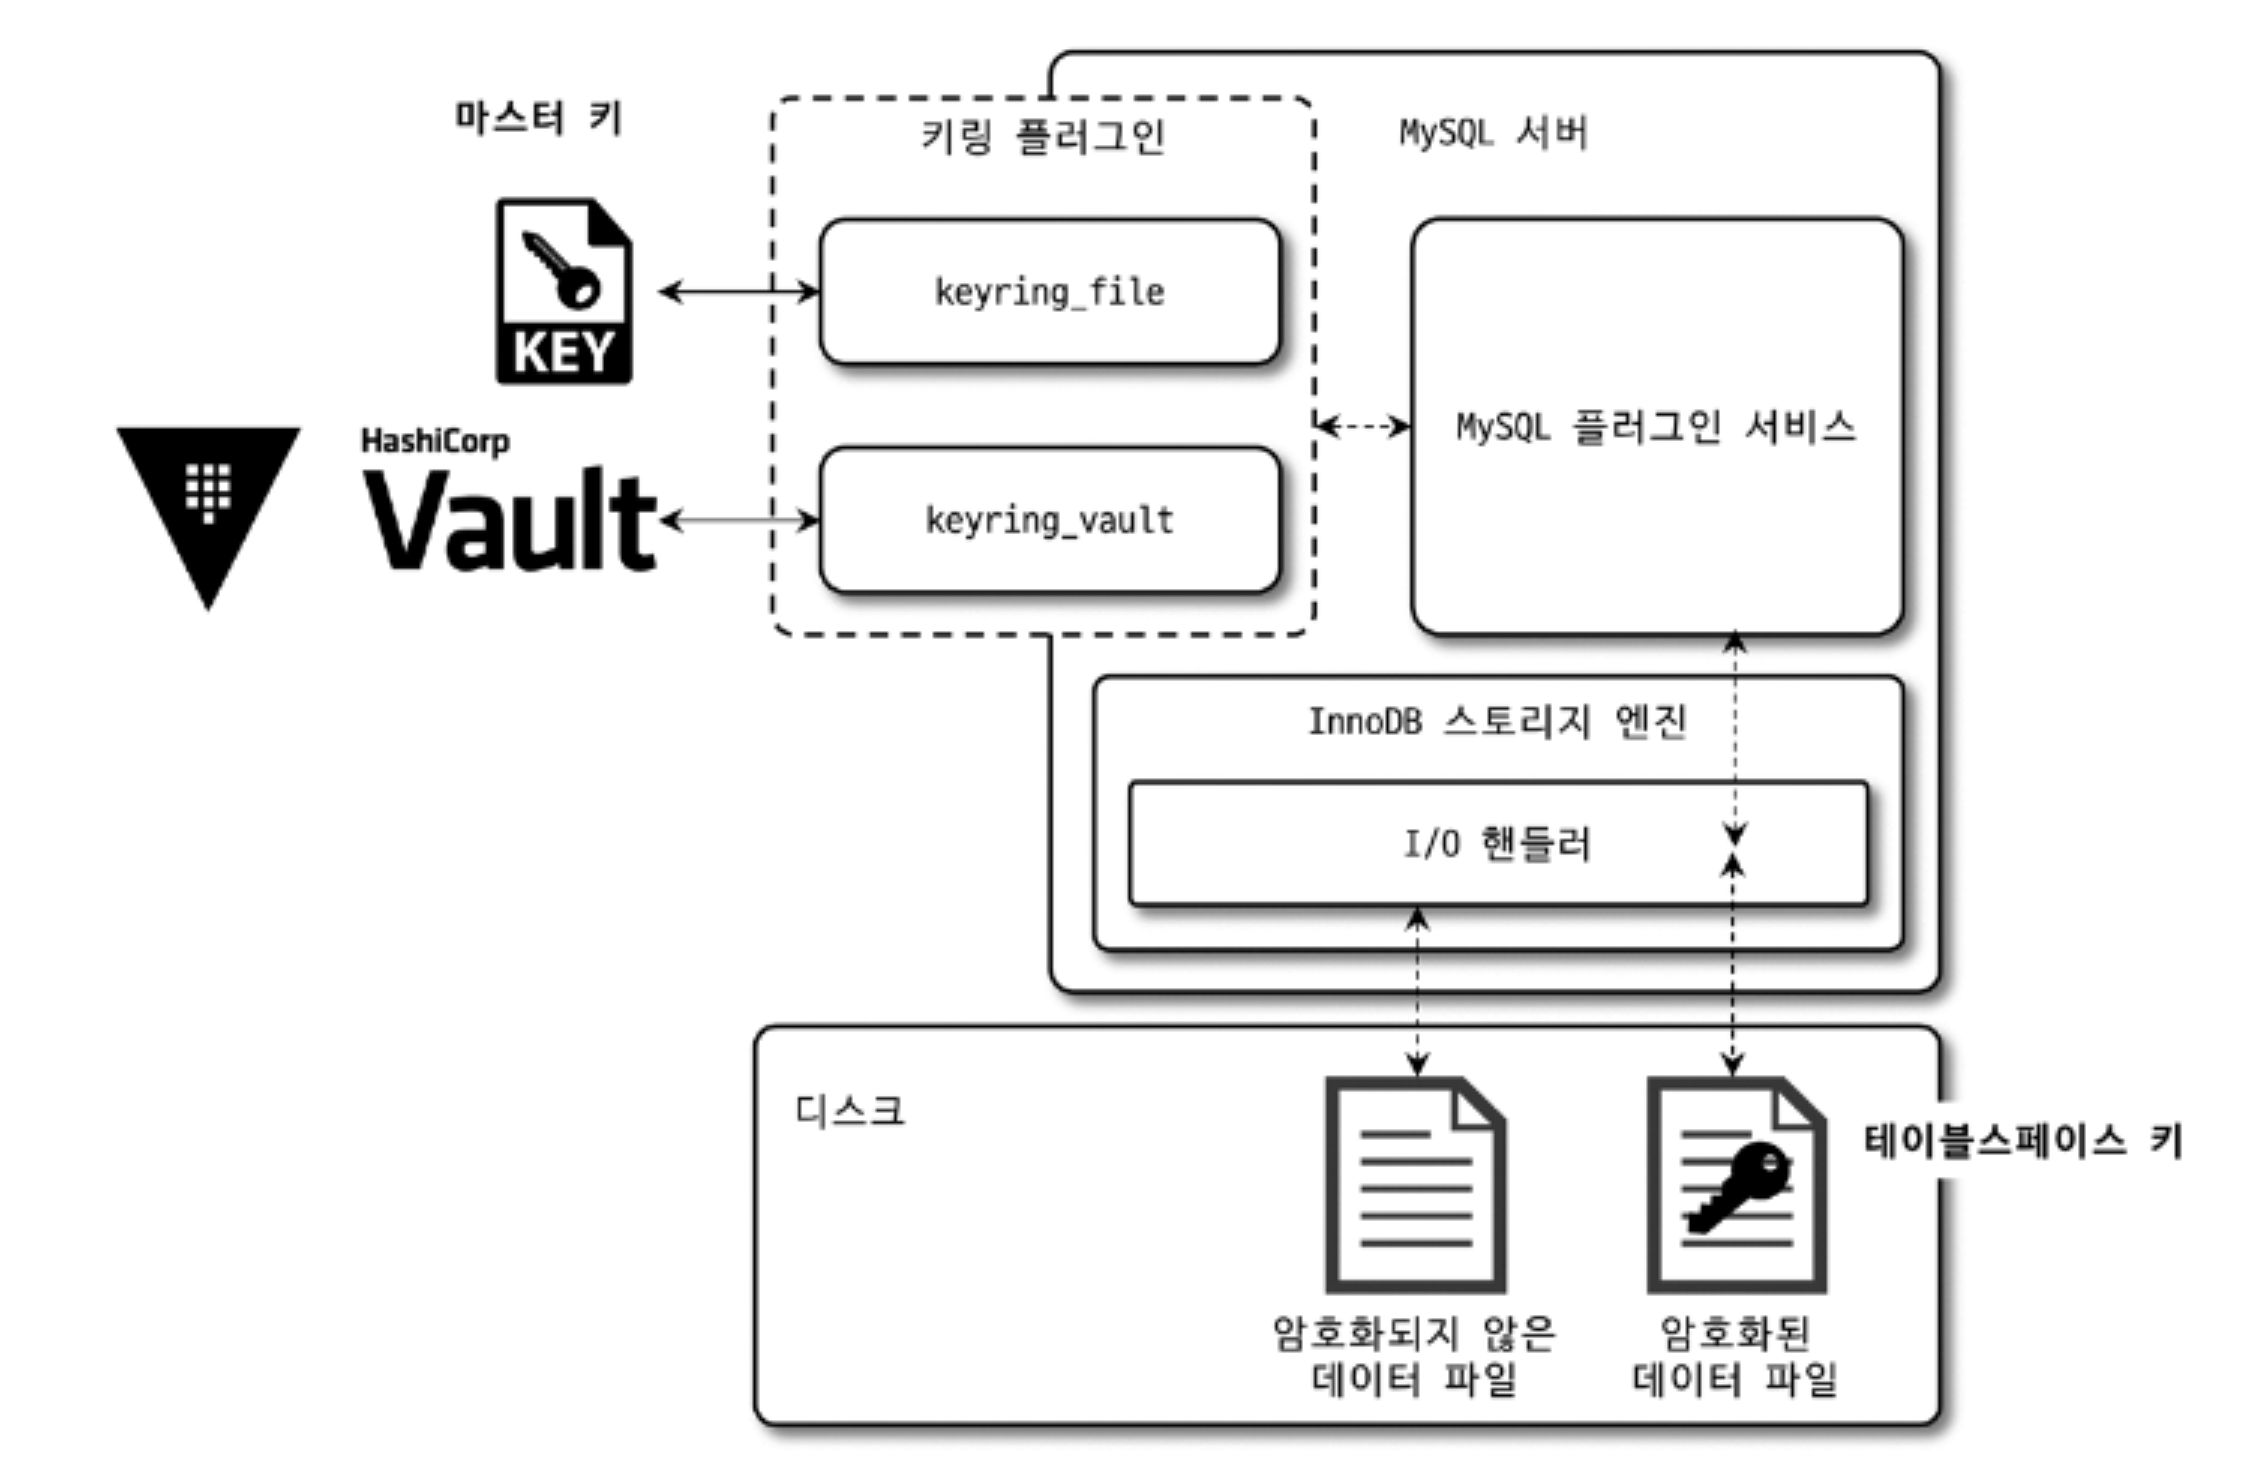 마스터 키
키링 플러그인
MySQL 서버
KEY
keyring_file
HashiCorp
Vault
keyring_vault
MySQL 플러그인 서비스
InnoDB 스토리지 엔진
I/O 핸들러
디스크
테이블스페이스 키
암호화되지 않은
데이터 파일
암호화된
데이터 파일